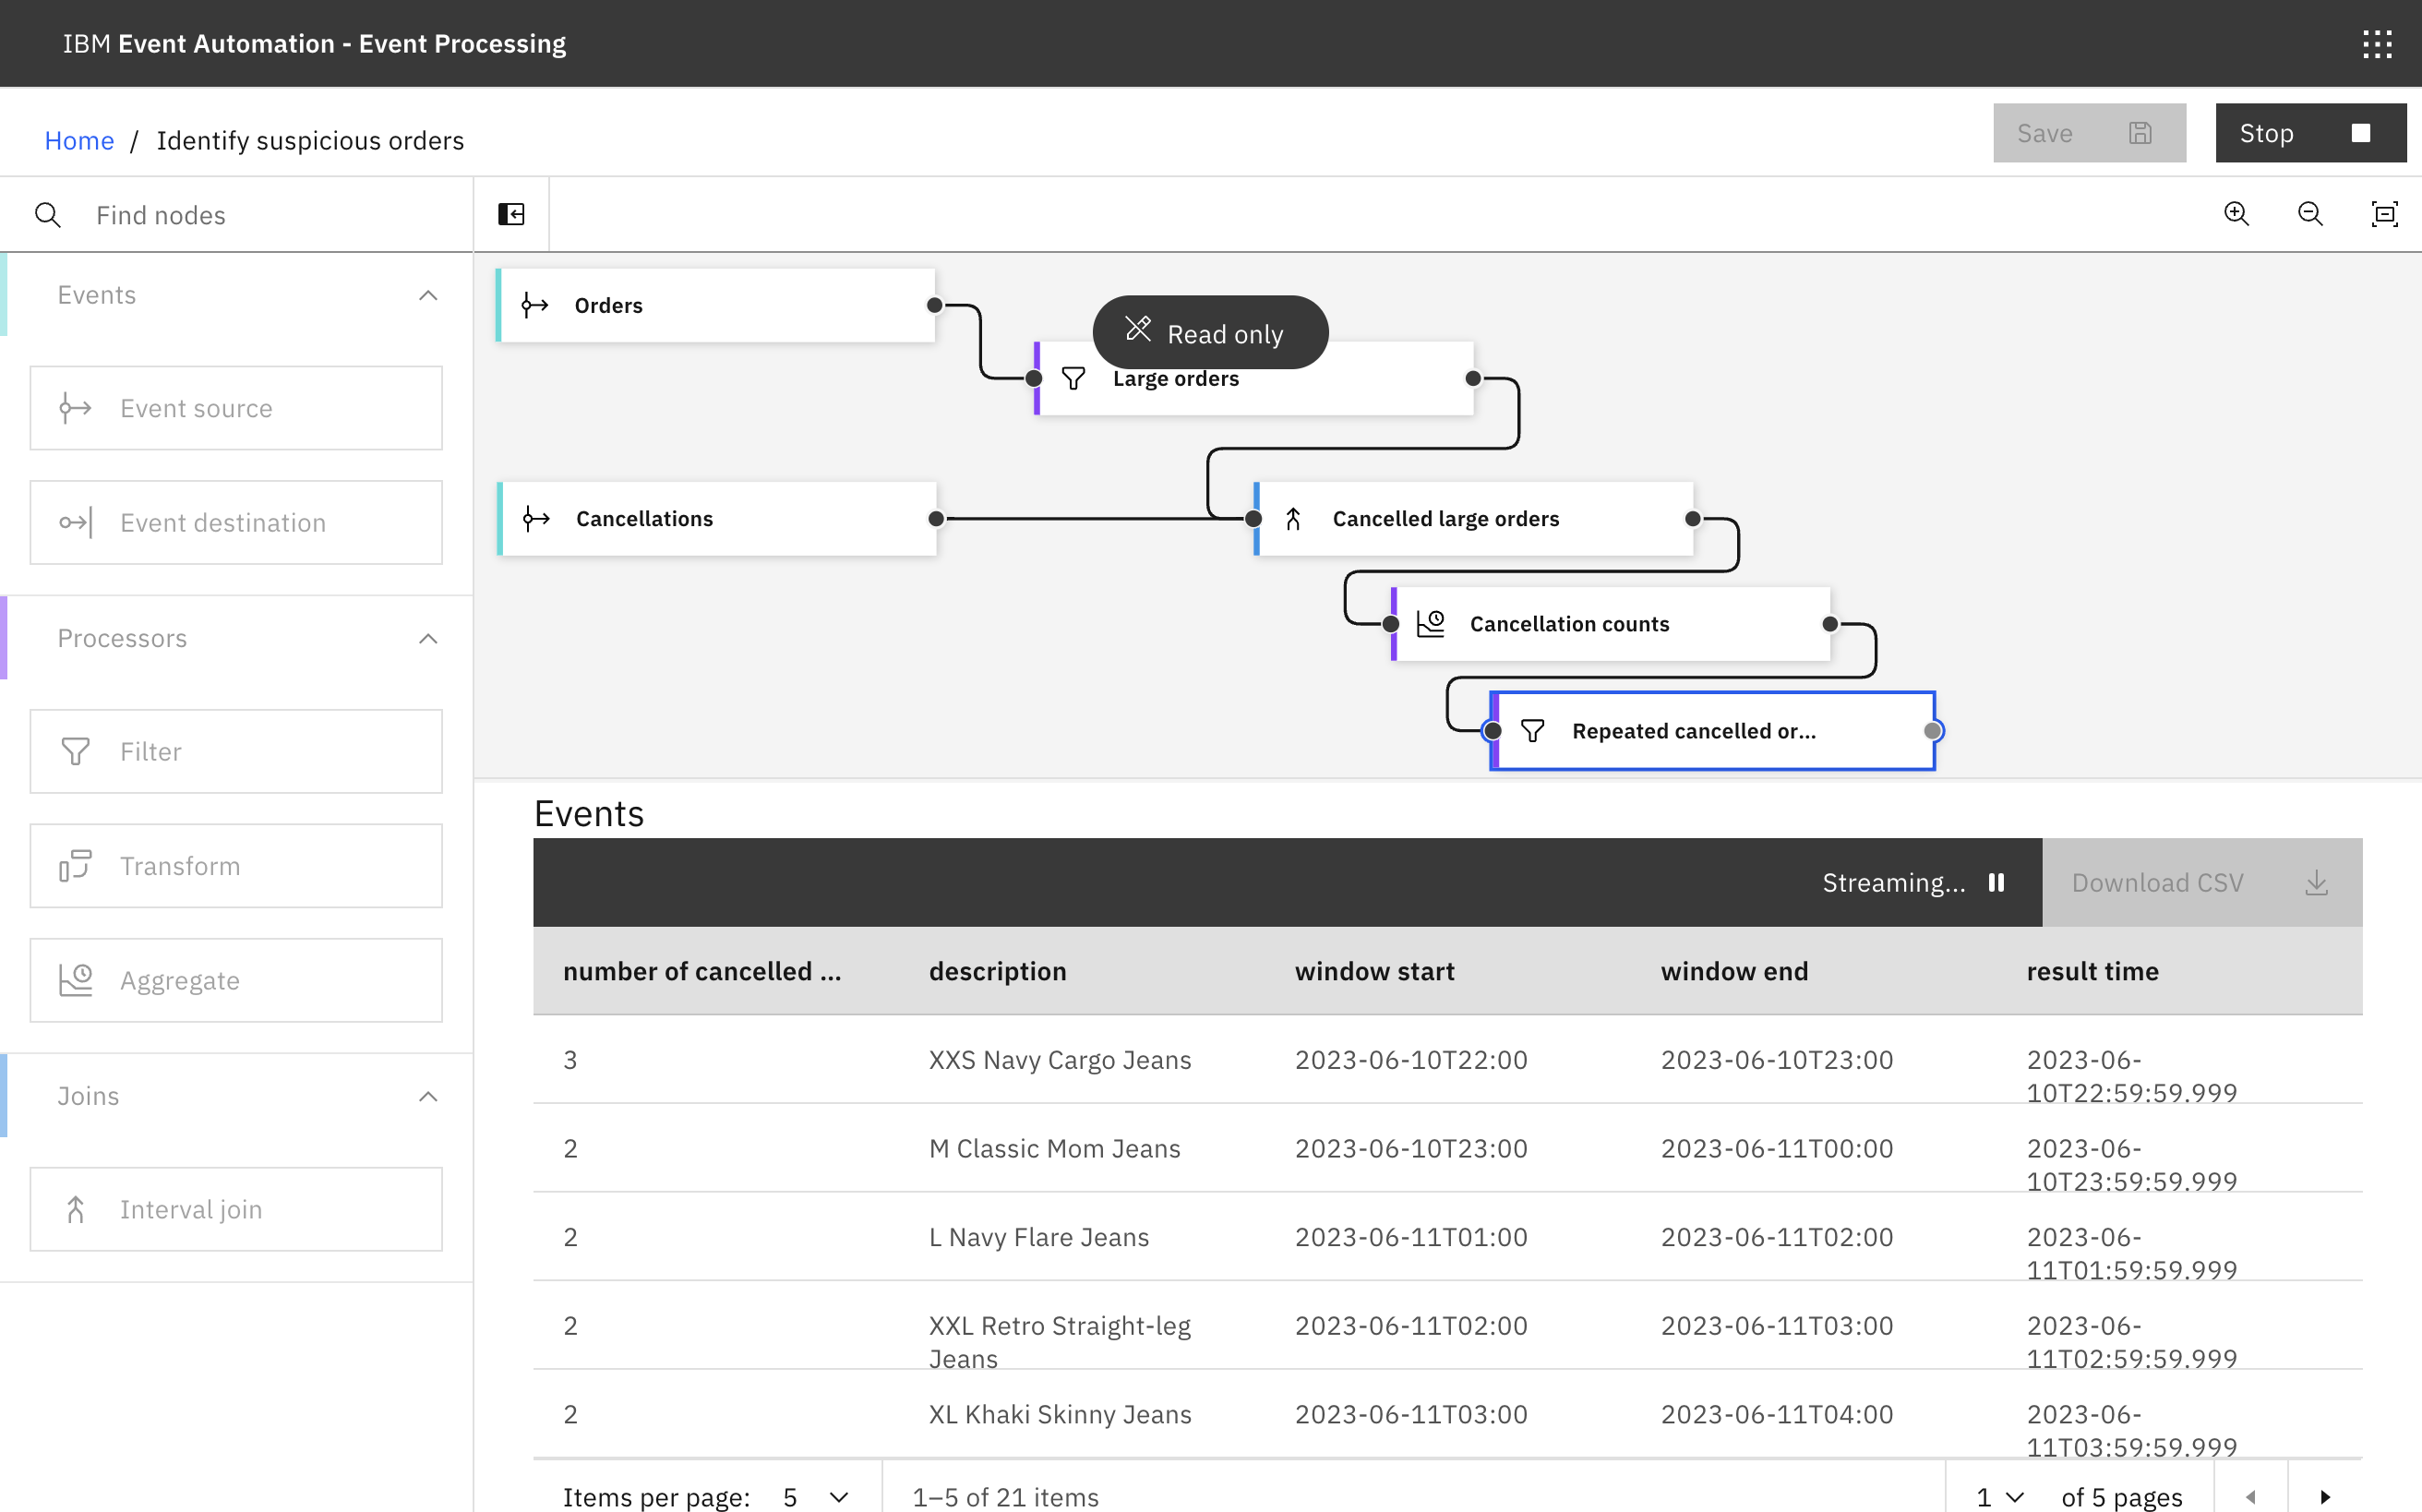 IBM Event Automation - Event Processing
Home / Identify suspicious orders
Save
Stop
Find nodes
Events
Event source
Event destination
Processors
Filter
Transform
Aggregate
Joins
Interval join
Orders
Read only
Large orders
Cancellations
Cancelled large orders
Cancellation counts
Repeated cancelled or...
Events
Streaming...
Download CSV
number of cancelled ... description window start window end result time
3 XXS Navy Cargo Jeans 2023-06-10T22:00 2023-06-10T23:00 2023-06-
10T22:59:59.999
2 M Classic Mom Jeans 2023-06-10T23:00 2023-06-11T00:00 2023-06-
10T23:59:59.999
2 L Navy Flare Jeans 2023-06-11T01:00 2023-06-11T02:00 2023-06-
11T01:59:59.999
2 XXL Retro Straight-leg 2023-06-11T02:00 2023-06-11T03:00 2023-06-
Jeans 11T02:59:59.999
2 XL Khaki Skinny Jeans 2023-06-11T03:00 2023-06-11T04:00 2023-06-
11T03:59:59.999
Items per page: 5 1–5 of 21 items 1 of 5 pages